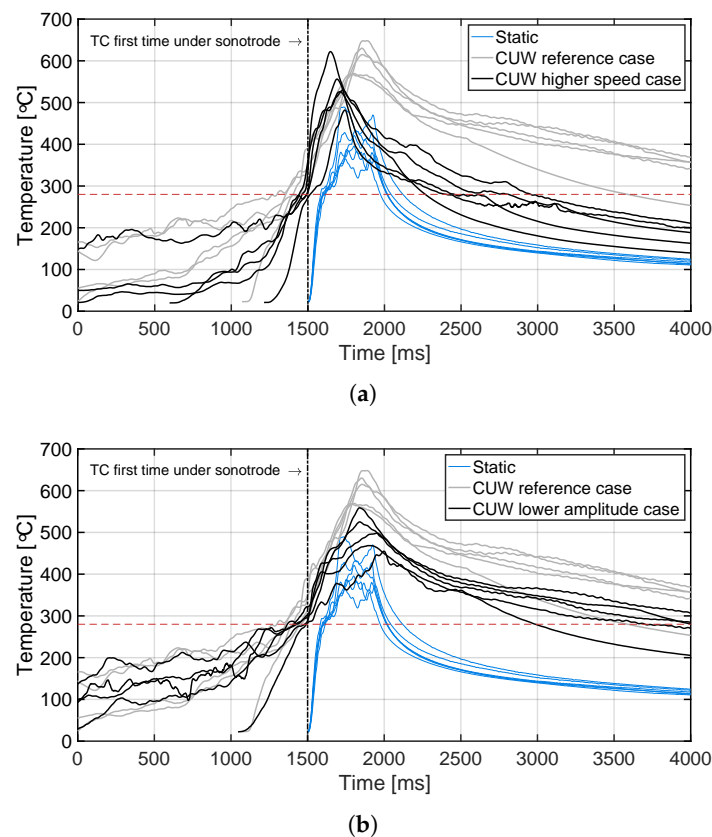 700
600
500
400
300
200
100
0
Temperature [°C]
TC first time under sonotrode →
Static
CUW reference case
CUW higher speed case
0 500 1000 1500 2000 2500 3000 3500 4000
Time [ms]
(a)
700
600
500
400
300
200
100
0
Temperature [°C]
TC first time under sonotrode →
Static
CUW reference case
CUW lower amplitude case
0 500 1000 1500 2000 2500 3000 3500 4000
Time [ms]
(b)